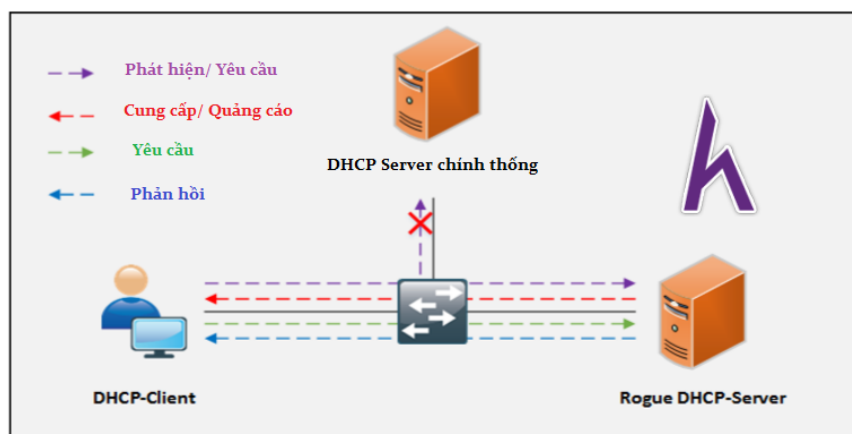 Phát hiện/ Yêu cầu
Cung cấp/ Quảng cáo
Yêu cầu
Phản hồi
DHCP Server chính thống
DHCP-Client
Rogue DHCP-Server